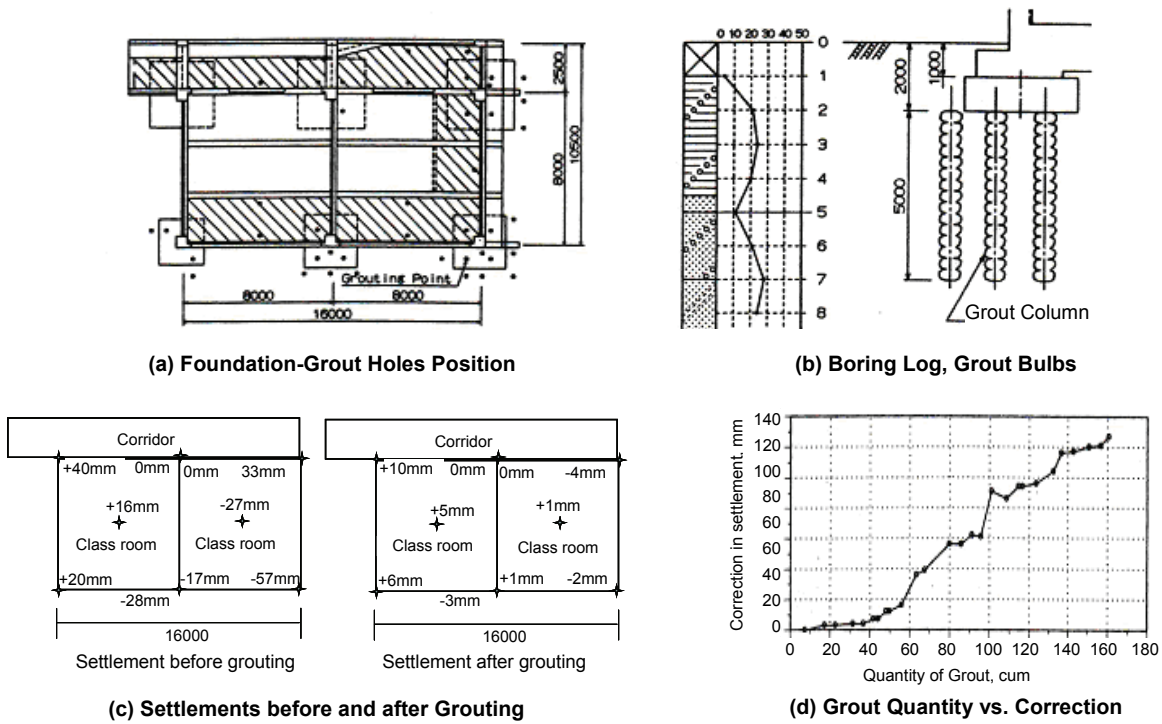 2500
8000
10500
Grouting Point
8000
8000
16000
(a) Foundation-Grout Holes Position
0 10 20 30 40 50
0
1
2
3
4
5
6
7
8
2000
1000
5000
Grout Column
(b) Boring Log, Grout Bulbs
Corridor
+40mm 0mm 0mm 33mm
+16mm -27mm
Class room Class room
+20mm -17mm -57mm
-28mm
16000
Settlement before grouting
Corridor
+10mm 0mm 0mm -4mm
+5mm +1mm
Class room Class room
+6mm +1mm -2mm
-3mm
16000
Settlement after grouting
(c) Settlements before and after Grouting
Correction in settlement. mm
140
120
100
80
60
60
40
20
0
0 20 40 60 80 100 120 140 160 180
Quantity of Grout, cum
(d) Grout Quantity vs. Correction